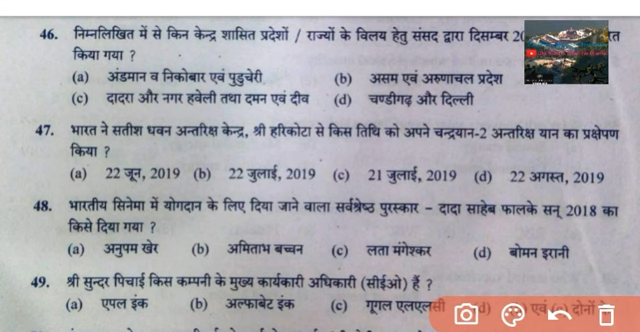 46. निम्नलिखित में से किन केन्द्र शासित प्रदेशों / राज्यों के विलय हेतु संसद द्वारा दिसम्बर
किया गया ?
(a) अंडमान व निकोबार एवं पुडुचेरी (b) असम एवं अरुणाचल प्रदेश
(c) दादरा और नगर हवेली तथा दमन एवं दीव (d) चण्डीगढ़ और दिल्ली
47. भारत ने सतीश धवन अन्तरिक्ष केन्द्र, श्री हरिकोटा से किस तिथि को अपने चन्द्रयान-2 अन्तरिक्ष यान का प्रक्षेपण
किया ?
(a) 22 जून, 2019 (b) 22 जुलाई, 2019 (c) 21 जुलाई, 2019 (d) 22 अगस्त, 2019
48. भारतीय सिनेमा में योगदान के लिए दिया जाने वाला सर्वश्रेष्ठ पुरस्कार – दादा साहेब फालके सन् 2018 का
किसे दिया गया ?
(a) अनुपम खेर (b) अमिताभ बच्चन (c) लता मंगेश्कर (d) बोमन इरानी
49. श्री सुन्दर पिचाई किस कम्पनी के मुख्य कार्यकारी अधिकारी (सीईओ) हैं ?
(a) एपल इंक (b) अल्फाबेट इंक (c) गूगल एलएलसी (d) एवं दोनों